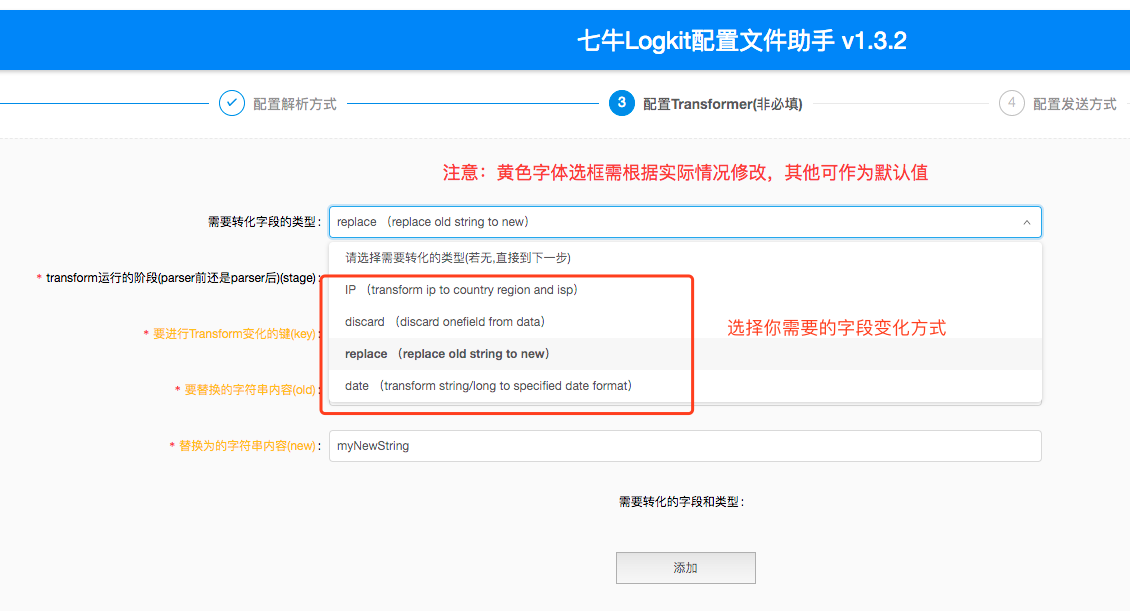 七牛Logkit配置文件助手 v1.3.2
配置解析方式
3 配置Transformer(非必填)
4 配置发送方式
注意：黄色字体选框需根据实际情况修改，其他可作为默认值
需要转化字段的类型: replace （replace old string to new）
请选择需要转化的类型(若无,直接到下一步)
* transform运行的阶段(parser前还是parser后)(stage):
IP （transform ip to country region and isp）
discard （discard onefield from data）
选择你需要的字段变化方式
* 要进行Transform变化的键(key):
replace （replace old string to new）
date （transform string/long to specified date format）
* 要替换的字符串内容(old):
* 替换为的字符串内容(new): myNewString
需要转化的字段和类型:
添加